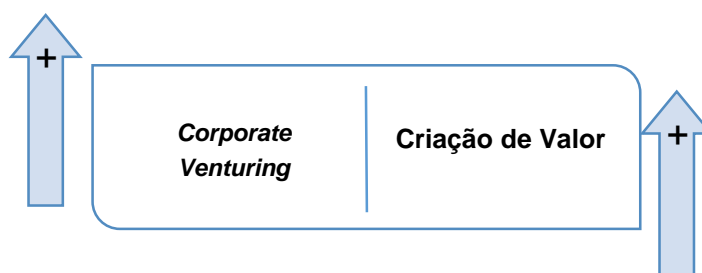 +
Corporate
Venturing
Criação de Valor
+